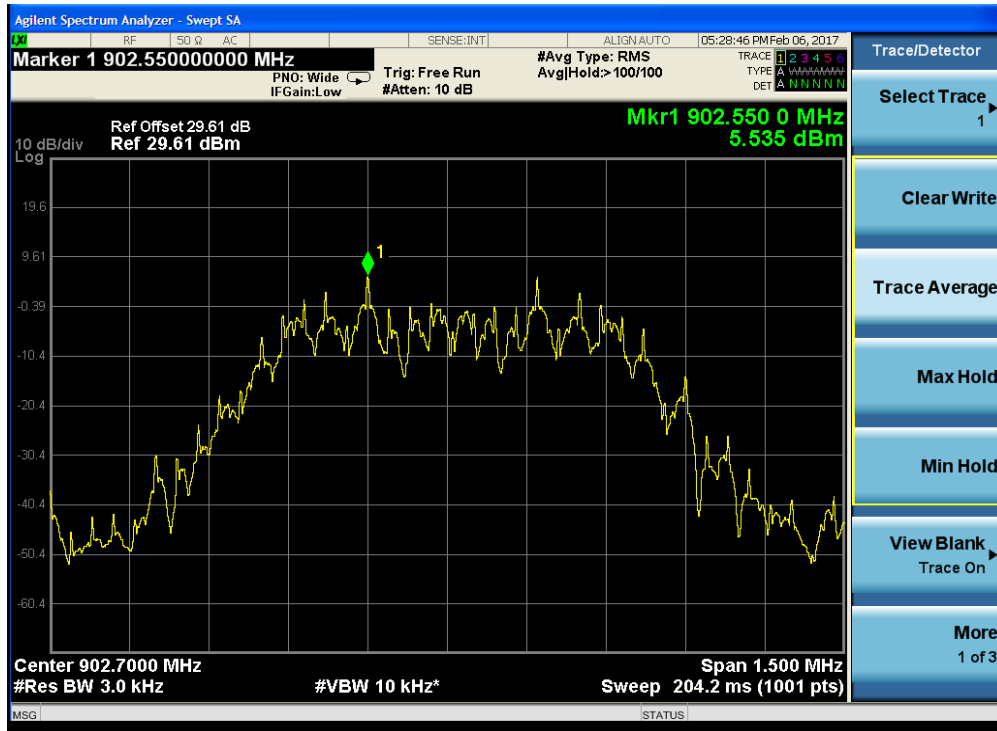 Agilent Spectrum Analyzer - Swept SA
LXI RF 50 Ω AC SENSE:INT ALIGN AUTO 05:28:46 PM Feb 06, 2017
Marker 1 902.550000000 MHz
PNO: Wide
IFGain:Low
Trig: Free Run
#Atten: 10 dB
#Avg Type: RMS
Avg|Hold:>100/100
TRACE 1 2 3 4 5 6
TYPE A WWWWW
DET A N N N N N
Mkr1 902.550 0 MHz
5.535 dBm
Ref Offset 29.61 dB
10 dB/div Ref 29.61 dBm
Log
19.6
1
9.61
-0.39
-10.4
-20.4
-30.4
-40.4
-50.4
-60.4
Center 902.7000 MHz Span 1.500 MHz
#Res BW 3.0 kHz #VBW 10 kHz* Sweep 204.2 ms (1001 pts)
MSG STATUS
Trace/Detector
Select Trace
1
Clear Write
Trace Average
Max Hold
Min Hold
View Blank
Trace On
More
1 of 3